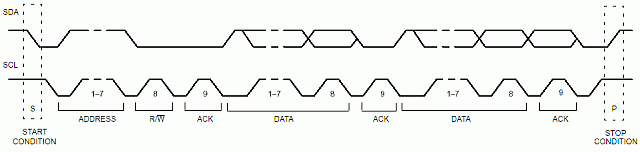 SDA
SCL
S 1–7 8 9 1–7 8 9 1–7 8 9 P
ADDRESS R/W̅ ACK DATA ACK DATA ACK
START
CONDITION
STOP
CONDITION